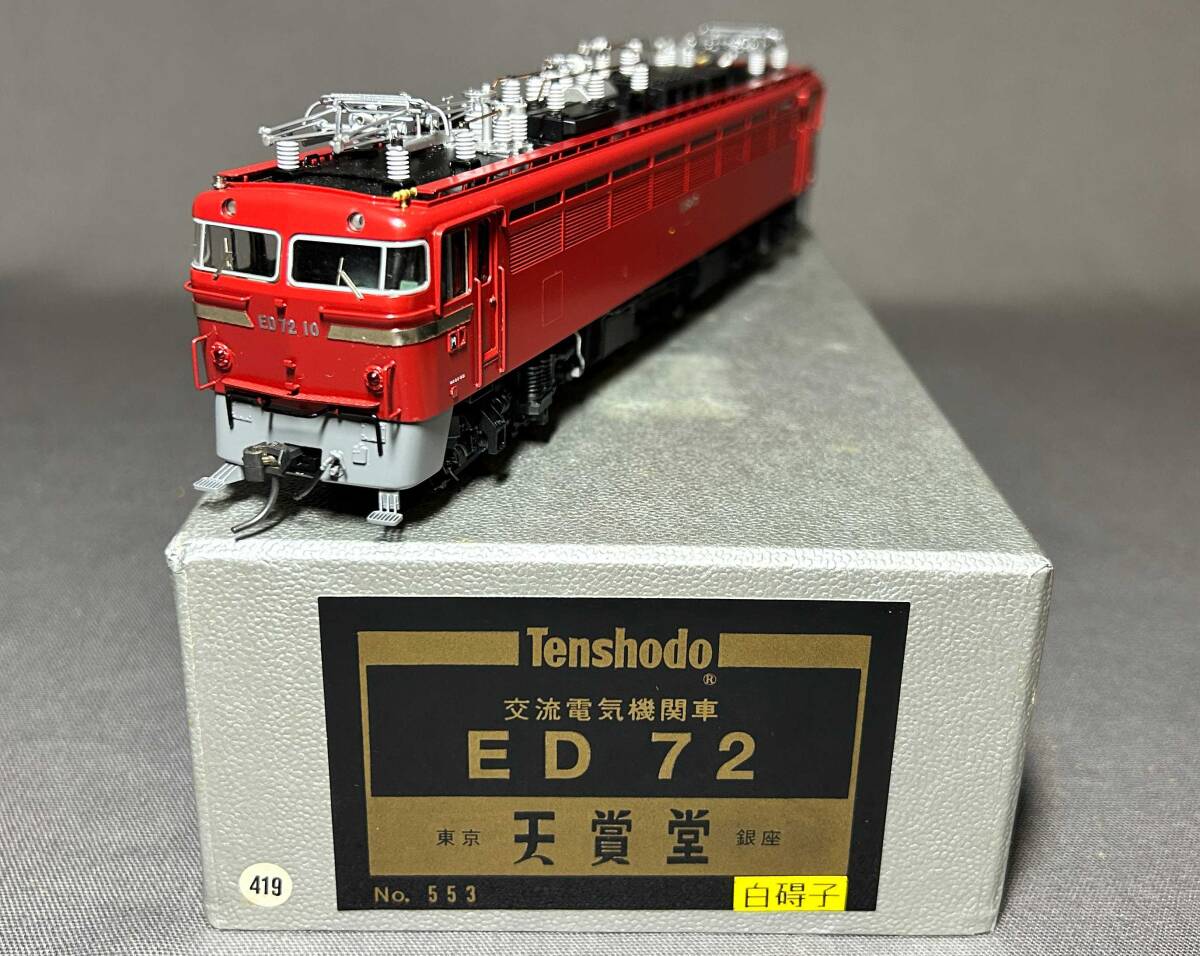 ED 72 10
Tenshodo
®
交流電気機関車
ED 72
東京 天賞堂 銀座
No. 553
419
白碍子